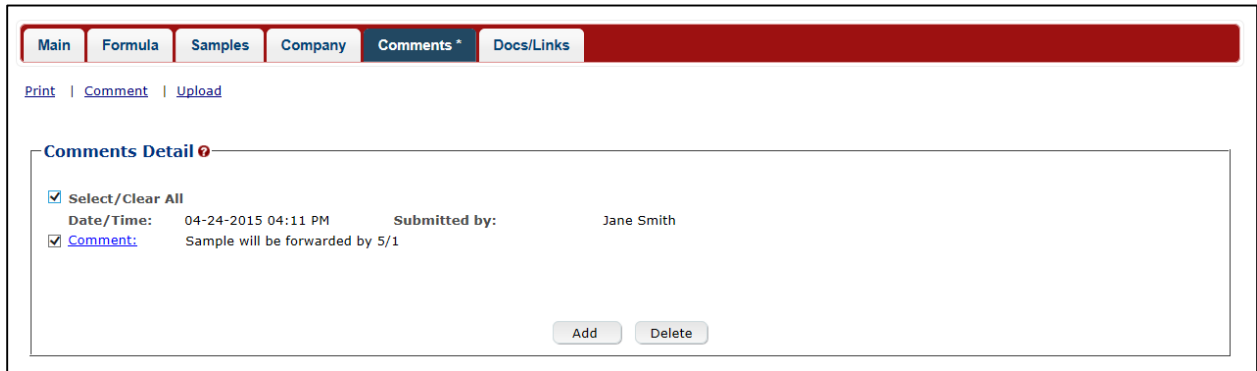 Main Formula Samples Company Comments * Docs/Links
Print | Comment | Upload
Comments Detail ?
Select/Clear All
Date/Time: 04-24-2015 04:11 PM Submitted by: Jane Smith
Comment: Sample will be forwarded by 5/1
Add Delete